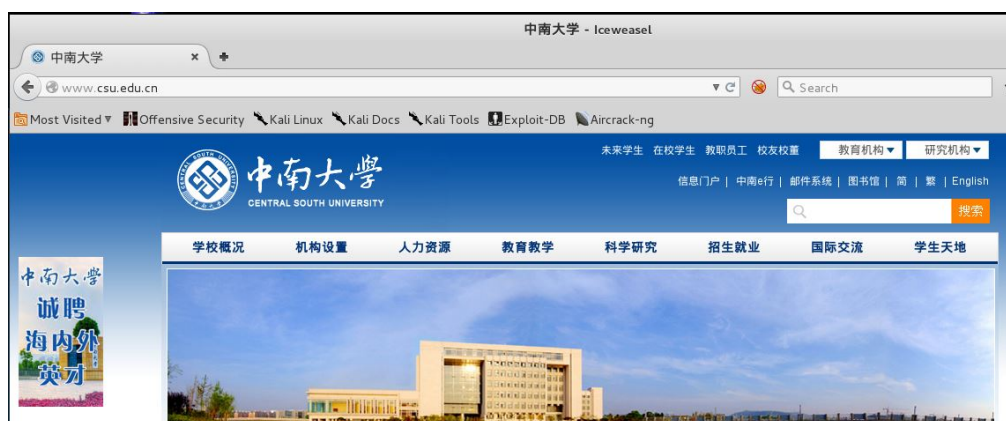 中南大学 - Iceweasel
中南大学
www.csu.edu.cn
Search
Most Visited Offensive Security Kali Linux Kali Docs Kali Tools Exploit-DB Aircrack-ng
未来学生 在校学生 教职员工 校友校董 教育机构 研究机构
中南大学
CENTRAL SOUTH UNIVERSITY
信息门户 | 中南e行 | 邮件系统 | 图书馆 | 简 | 繁 | English
搜索
学校概况 机构设置 人力资源 教育教学 科学研究 招生就业 国际交流 学生天地
中南大学
诚聘
海内外
英才